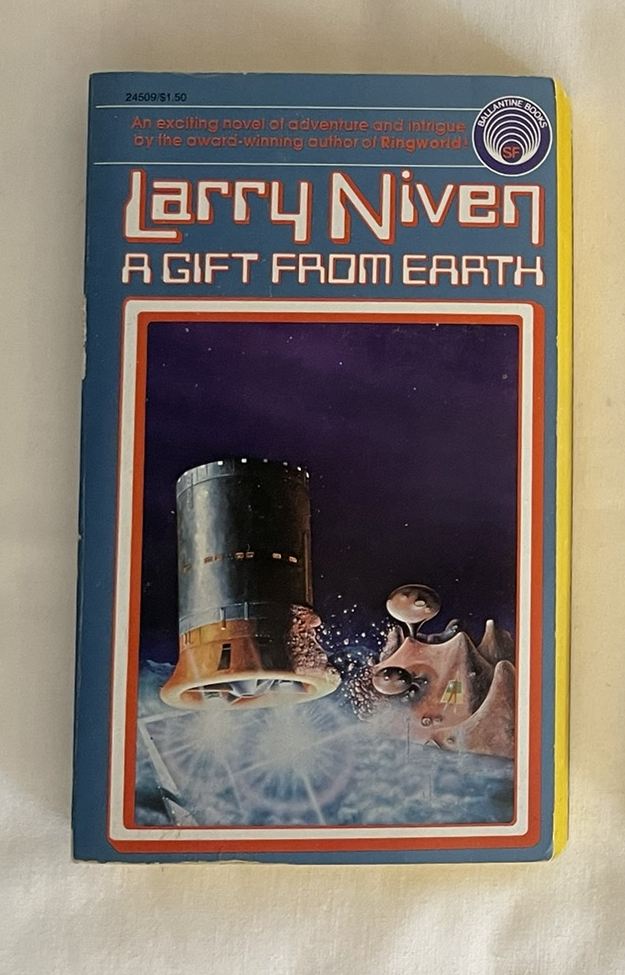 24509/$1.50
An exciting novel of adventure and intrigue
by the award-winning author of Ringworld!
BALLANTINE BOOKS
SF
Larry Niven
A GIFT FROM EARTH